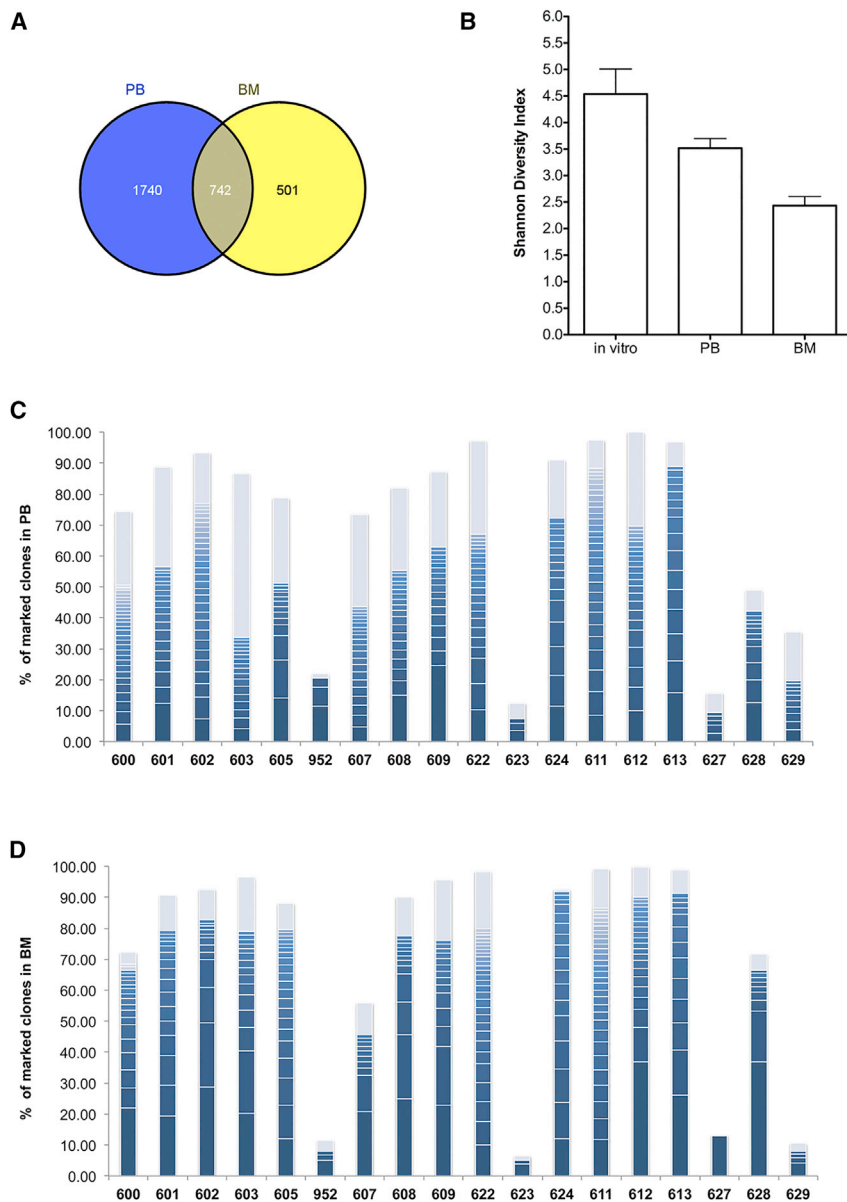 A
PB BM
1740 742 501
B
Shannon Diversity Index
6.0
5.5
5.0
4.5
4.0
3.5
3.0
2.5
2.0
1.5
1.0
0.5
0.0
in vitro PB BM
C
% of marked clones in PB
100.00
90.00
80.00
70.00
60.00
50.00
40.00
30.00
20.00
10.00
0.00
600 601 602 603 605 952 607 608 609 622 623 624 611 612 613 627 628 629
D
% of marked clones in BM
100.00
90.00
80.00
70.00
60.00
50.00
40.00
30.00
20.00
10.00
0.00
600 601 602 603 605 952 607 608 609 622 623 624 611 612 613 627 628 629